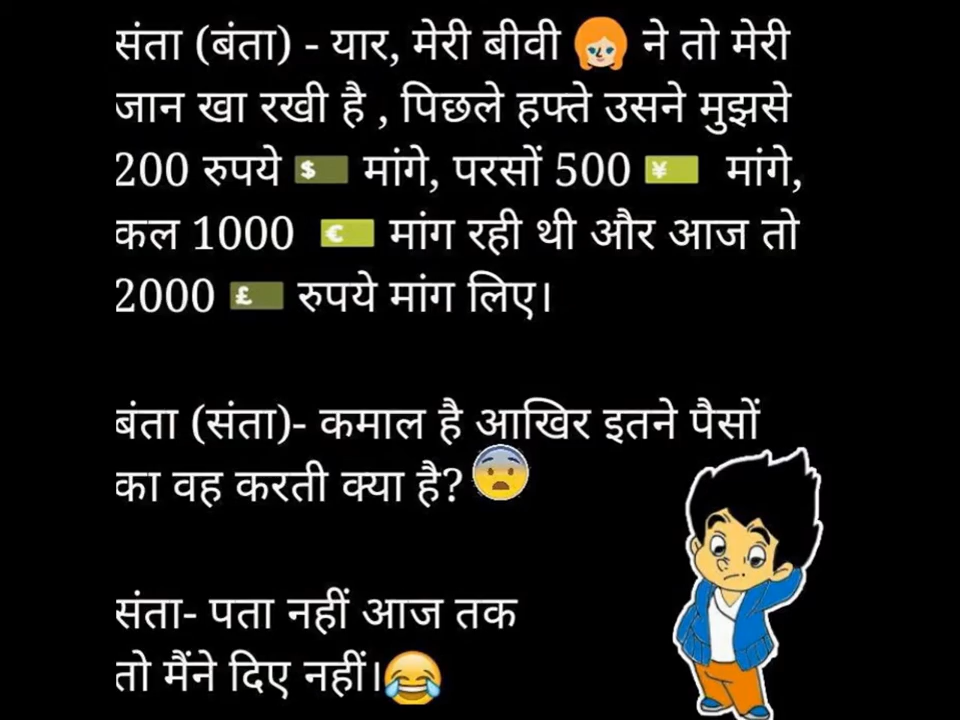 संता (बंता) - यार, मेरी बीवी 👩 ने तो मेरी
जान खा रखी है , पिछले हफ्ते उसने मुझसे
200 रुपये 💵 मांगे, परसों 500 💴 मांगे,
कल 1000 💶 मांग रही थी और आज तो
2000 💷 रुपये मांग लिए।
बंता (संता)- कमाल है आखिर इतने पैसों
का वह करती क्या है? 😨
संता- पता नहीं आज तक
तो मैंने दिए नहीं।😂